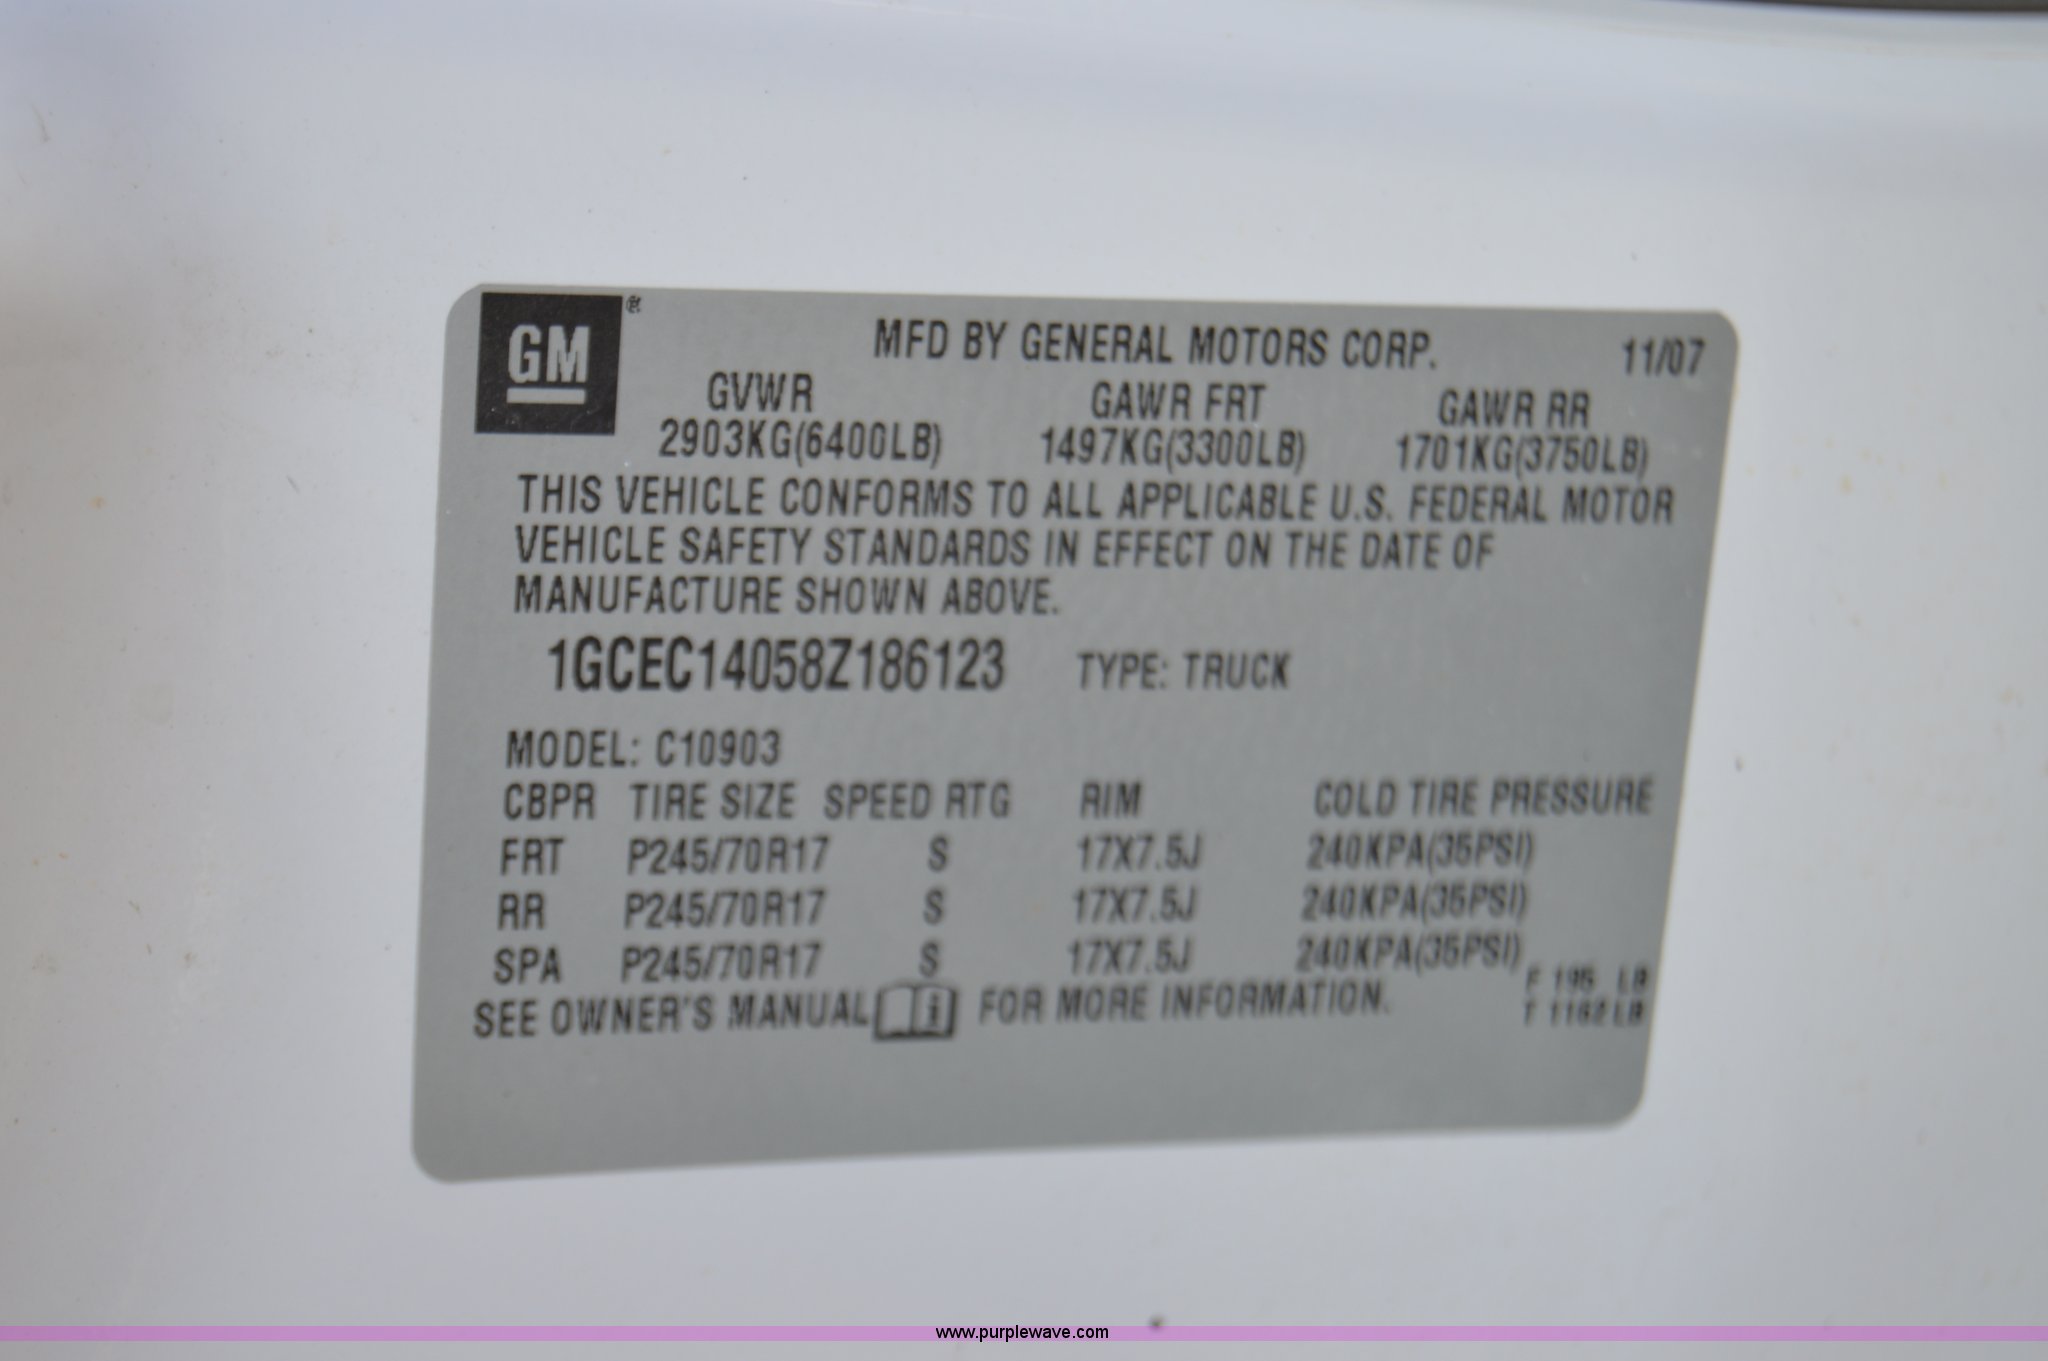 GM ®
MFD BY GENERAL MOTORS CORP. 11/07
GVWR GAWR FRT GAWR RR
2903KG(6400LB) 1497KG(3300LB) 1701KG(3750LB)
THIS VEHICLE CONFORMS TO ALL APPLICABLE U.S. FEDERAL MOTOR
VEHICLE SAFETY STANDARDS IN EFFECT ON THE DATE OF
MANUFACTURE SHOWN ABOVE.
1GCEC14058Z186123 TYPE: TRUCK
MODEL: C10903
CBPR TIRE SIZE SPEED RTG RIM COLD TIRE PRESSURE
FRT P245/70R17 S 17X7.5J 240KPA(35PSI)
RR P245/70R17 S 17X7.5J 240KPA(35PSI)
SPA P245/70R17 S 17X7.5J 240KPA(35PSI)
F 195 LB
SEE OWNER'S MANUAL i FOR MORE INFORMATION.
T 1162LB
www.purplewave.com